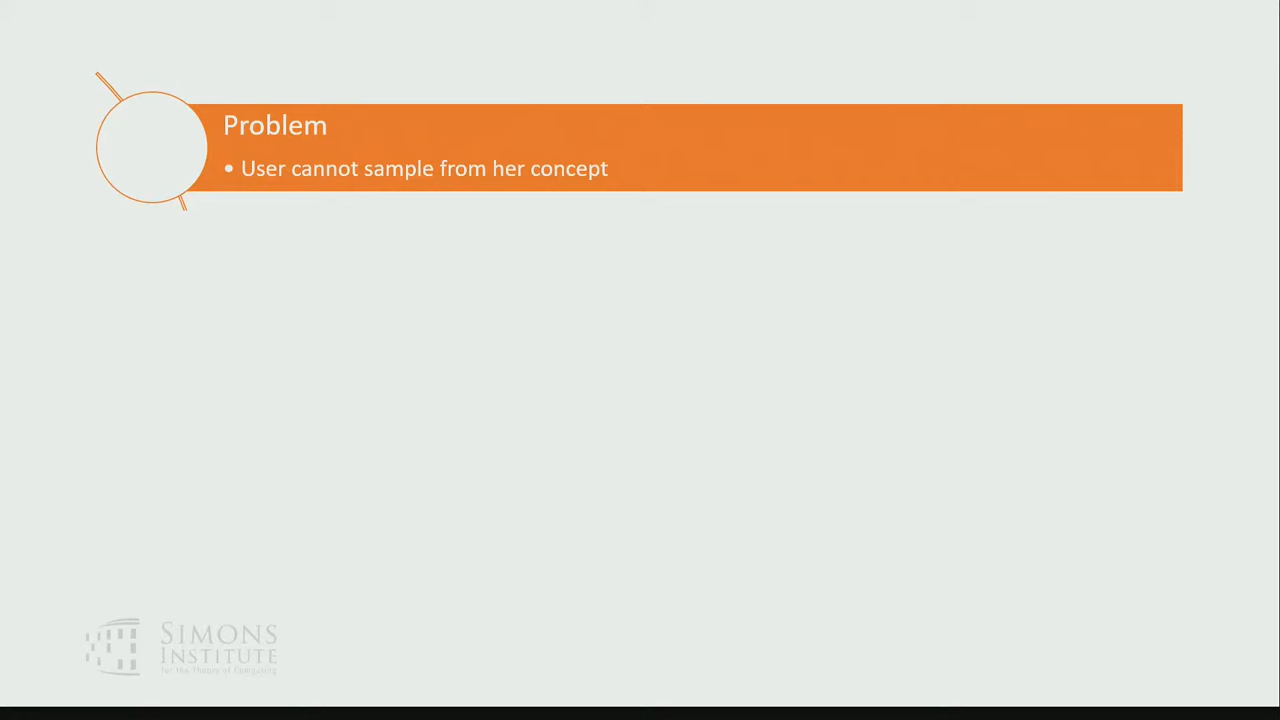 Problem
• User cannot sample from her concept
SIMONS
INSTITUTE
for the Theory of Computing